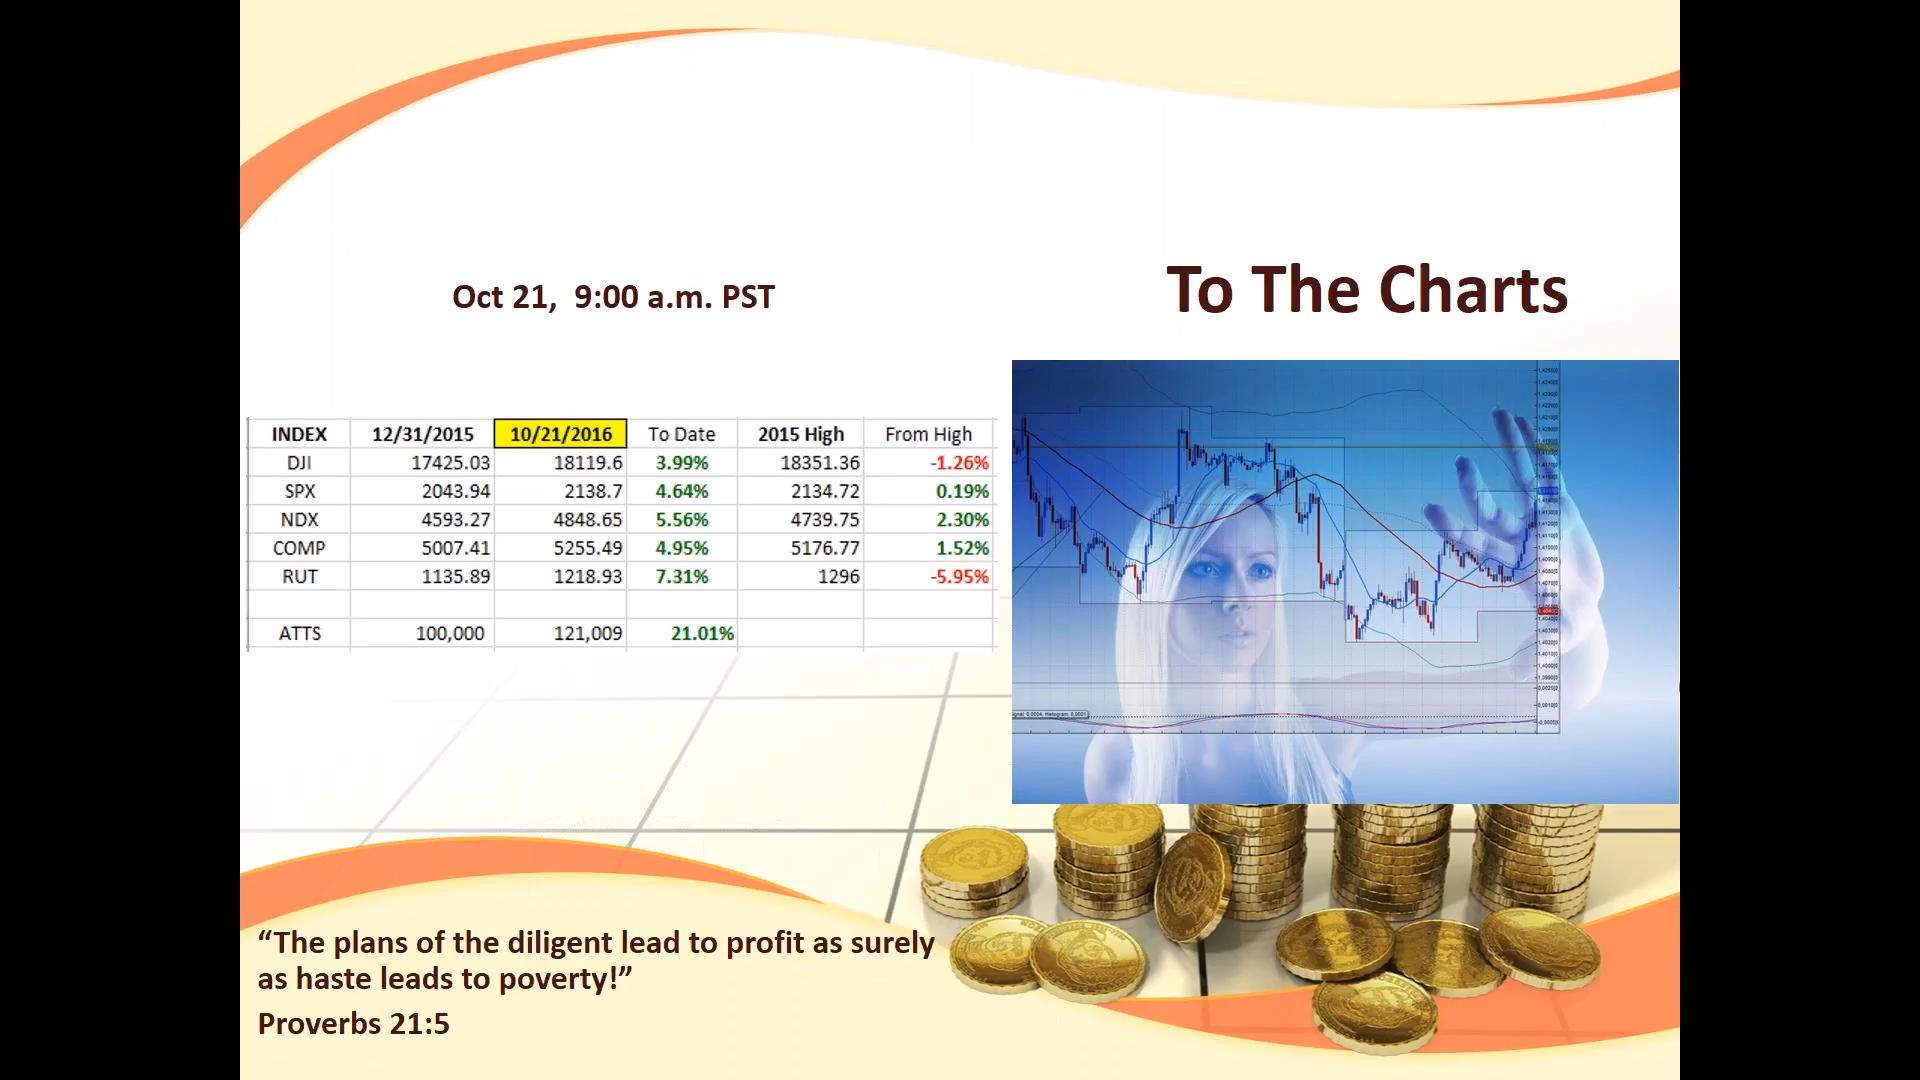 Oct 21,  9:00 a.m. PST
To The Charts
INDEX 12/31/2015 10/21/2016 To Date 2015 High From High
DJI 17425.03 18119.6 3.99% 18351.36 -1.26%
SPX 2043.94 2138.7 4.64% 2134.72 0.19%
NDX 4593.27 4848.65 5.56% 4739.75 2.30%
COMP 5007.41 5255.49 4.95% 5176.77 1.52%
RUT 1135.89 1218.93 7.31% 1296 -5.95%
ATTS 100,000 121,009 21.01%
“The plans of the diligent lead to profit as surely
as haste leads to poverty!”
Proverbs 21:5